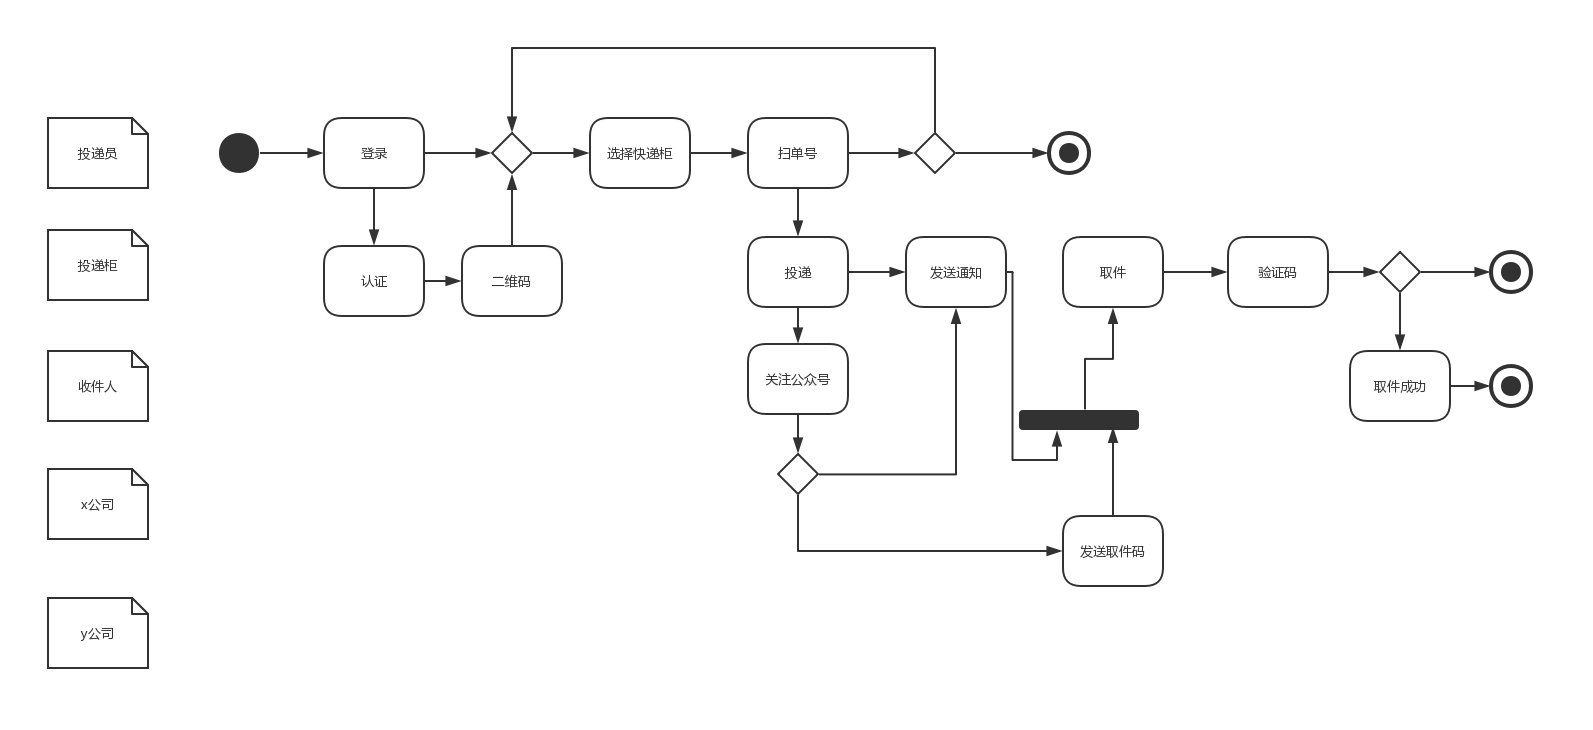 投递员
登录
选择快递柜
扫单号
投递柜
认证
二维码
投递
发送通知
取件
验证码
收件人
关注公众号
取件成功
x公司
发送取件码
y公司